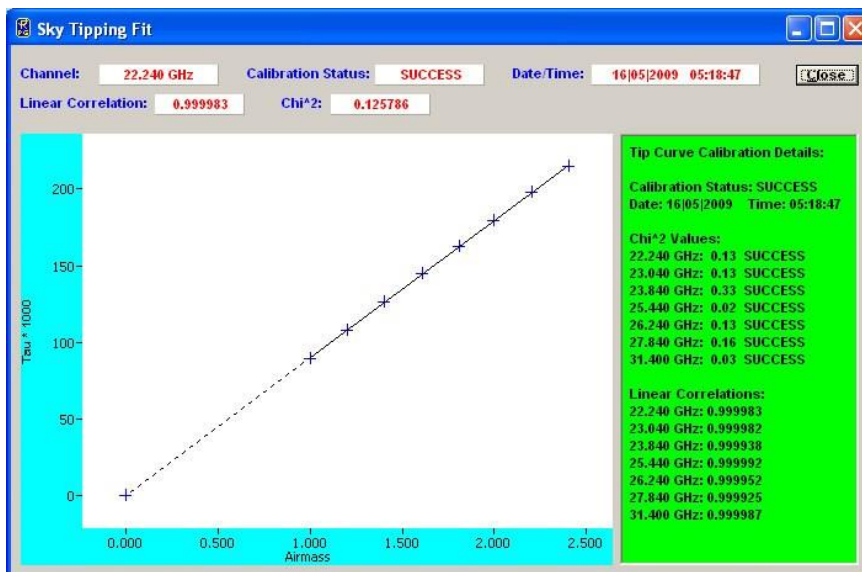 Sky Tipping Fit
Channel: 22.240 GHz Calibration Status: SUCCESS Date/Time: 16|05|2009 05:18:47 Close
Linear Correlation: 0.999983 Chi^2: 0.125786
Tau * 1000
200
150
100
50
0
0.000 0.500 1.000 1.500 2.000 2.500
Airmass
Tip Curve Calibration Details:
Calibration Status: SUCCESS
Date: 16|05|2009 Time: 05:18:47
Chi^2 Values:
22.240 GHz: 0.13 SUCCESS
23.040 GHz: 0.13 SUCCESS
23.840 GHz: 0.33 SUCCESS
25.440 GHz: 0.02 SUCCESS
26.240 GHz: 0.13 SUCCESS
27.840 GHz: 0.16 SUCCESS
31.400 GHz: 0.03 SUCCESS
Linear Correlations:
22.240 GHz: 0.999983
23.040 GHz: 0.999982
23.840 GHz: 0.999938
25.440 GHz: 0.999992
26.240 GHz: 0.999952
27.840 GHz: 0.999925
31.400 GHz: 0.999987